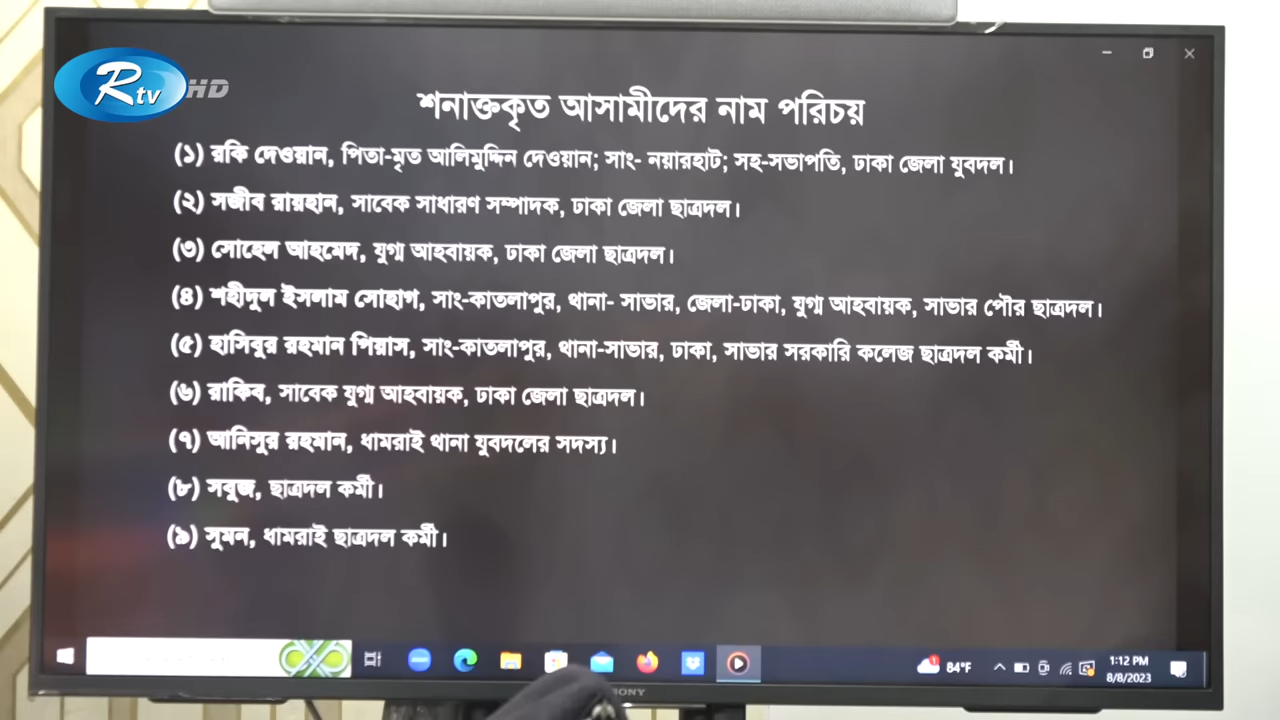 Rtv HD
শনাক্তকৃত আসামীদের নাম পরিচয়
(১) রকি দেওয়ান, পিতা-মৃত আলিমুদ্দিন দেওয়ান; সাং- নয়ারহাট; সহ-সভাপতি, ঢাকা জেলা যুবদল।
(২) সজীব রায়হান, সাবেক সাধারণ সম্পাদক, ঢাকা জেলা ছাত্রদল।
(৩) সোহেল আহমেদ, যুগ্ম আহবায়ক, ঢাকা জেলা ছাত্রদল।
(৪) শহীদুল ইসলাম সোহাগ, সাং-কাতলাপুর, থানা- সাভার, জেলা-ঢাকা, যুগ্ম আহবায়ক, সাভার পৌর ছাত্রদল।
(৫) হাসিবুর রহমান পিয়াস, সাং-কাতলাপুর, থানা-সাভার, ঢাকা, সাভার সরকারি কলেজ ছাত্রদল কর্মী।
(৬) রাকিব, সাবেক যুগ্ম আহবায়ক, ঢাকা জেলা ছাত্রদল।
(৭) আনিসুর রহমান, ধামরাই থানা যুবদলের সদস্য।
(৮) সবুজ, ছাত্রদল কর্মী।
(৯) সুমন, ধামরাই ছাত্রদল কর্মী।
1 84°F 1:12 PM
8/8/2023
SONY